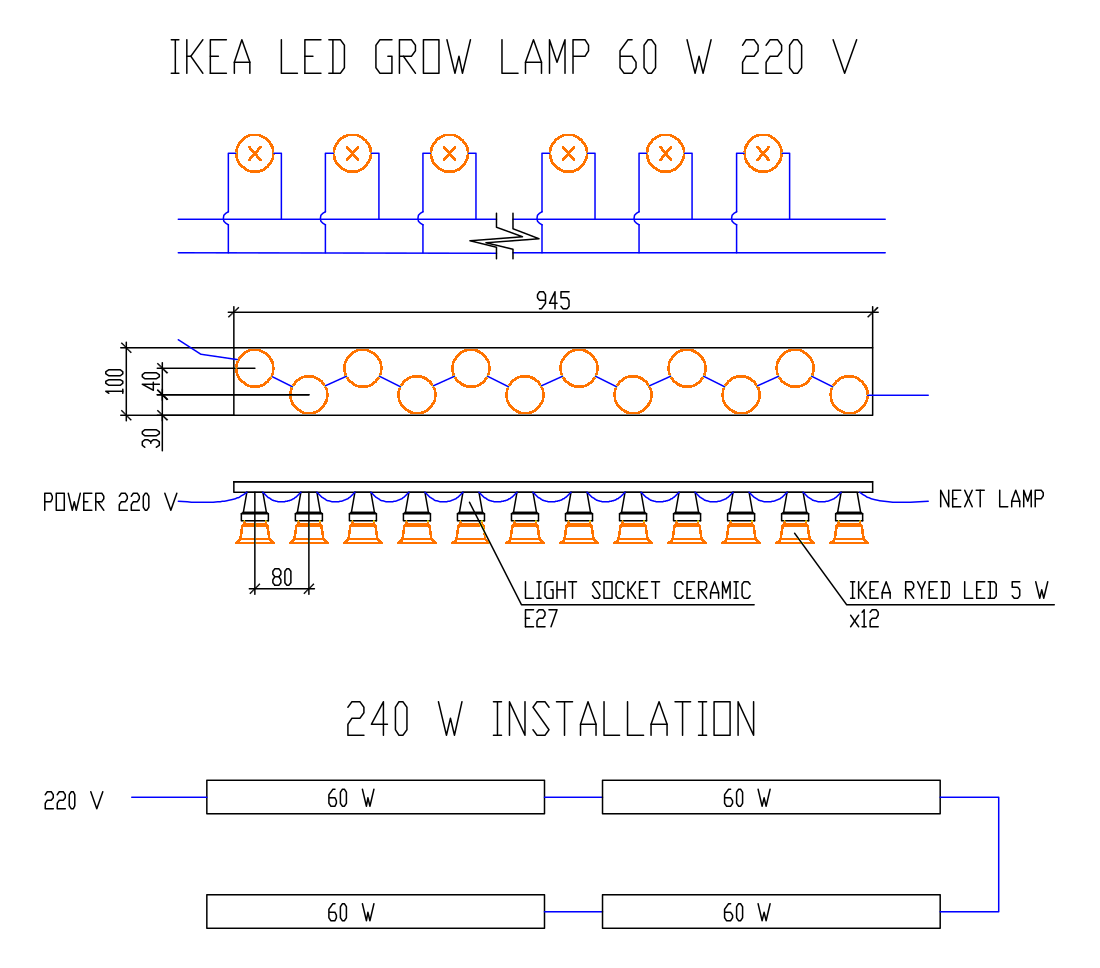 IKEA LED GROW LAMP 60 W 220 V
945
100
40
30
POWER 220 V
NEXT LAMP
80
LIGHT SOCKET CERAMIC
E27
IKEA RYED LED 5 W
x12
240 W INSTALLATION
220 V
60 W
60 W
60 W
60 W